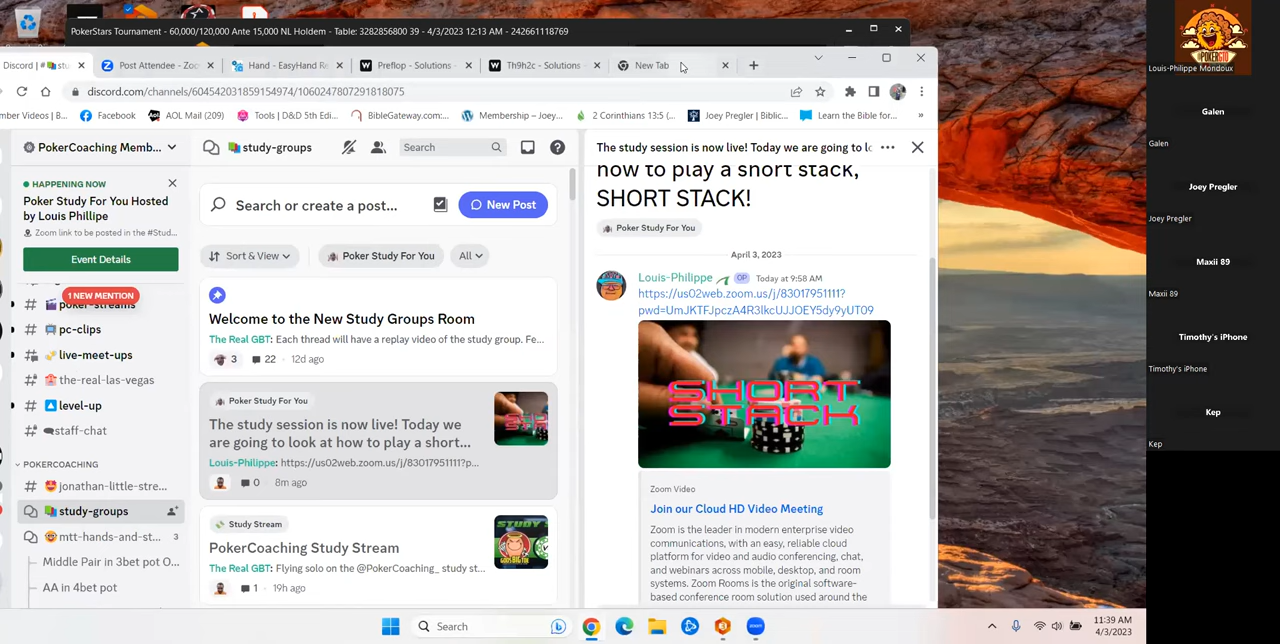 PokerStars Tournament - 60,000/120,000 Ante 15,000 NL Holdem - Table: 3282856800 39 - 4/3/2023 12:13 AM - 242661118769
Discord | #
Post Attendee - Zo
Hand - EasyHand R
Preflop - Solutions
Th9h2c - Solutions
New Tab
discord.com/channels/604542031859154974/1060247807291818075
mber Videos | B...
Facebook
AOL Mail (209)
Tools | D&D 5th Edi...
BibleGateway.com:...
Membership – Joey...
2 Corinthians 13:5 (...
Joey Pregler | Biblic...
Learn the Bible for...
»
PokerCoaching Memb...
study-groups
Search
The study session is now live! Today we are going to l
HAPPENING NOW
Poker Study For You Hosted
by Louis Phillipe
Zoom link to be posted in the #Stud...
Event Details
1 NEW MENTION
poker-streams
pc-clips
live-meet-ups
the-real-las-vegas
level-up
staff-chat
POKERCOACHING
jonathan-little-stre...
study-groups
mtt-hands-and-st...
3
Middle Pair in 3bet pot O...
AA in 4bet pot
Search or create a post...
New Post
Sort & View
Poker Study For You
All
Welcome to the New Study Groups Room
The Real GBT: Each thread will have a replay video of the study group. Fe...
3
22
12d ago
Poker Study For You
The study session is now live! Today we
are going to look at how to play a short...
Louis-Philippe: https://us02web.zoom.us/j/83017951111?p...
0
8m ago
Study Stream
PokerCoaching Study Stream
The Real GBT: Flying solo on the @PokerCoaching_ study st...
1
19h ago
how to play a short stack,
SHORT STACK!
Poker Study For You
April 3, 2023
Louis-Philippe
OP
Today at 9:58 AM
https://us02web.zoom.us/j/83017951111?
pwd=UmJKTFJpczA4R3lkcUJJOEY5dy9yUT09
SHORT
STACK
Zoom Video
Join our Cloud HD Video Meeting
Zoom is the leader in modern enterprise video
communications, with an easy, reliable cloud
platform for video and audio conferencing, chat,
and webinars across mobile, desktop, and room
systems. Zoom Rooms is the original software-
based conference room solution used around the
Search
11:39 AM
4/3/2023
Louis-Philippe Mondoux
Galen
Galen
Joey Pregler
Joey Pregler
Maxii 89
Maxii 89
Timothy's iPhone
Timothy's iPhone
Kep
Kep